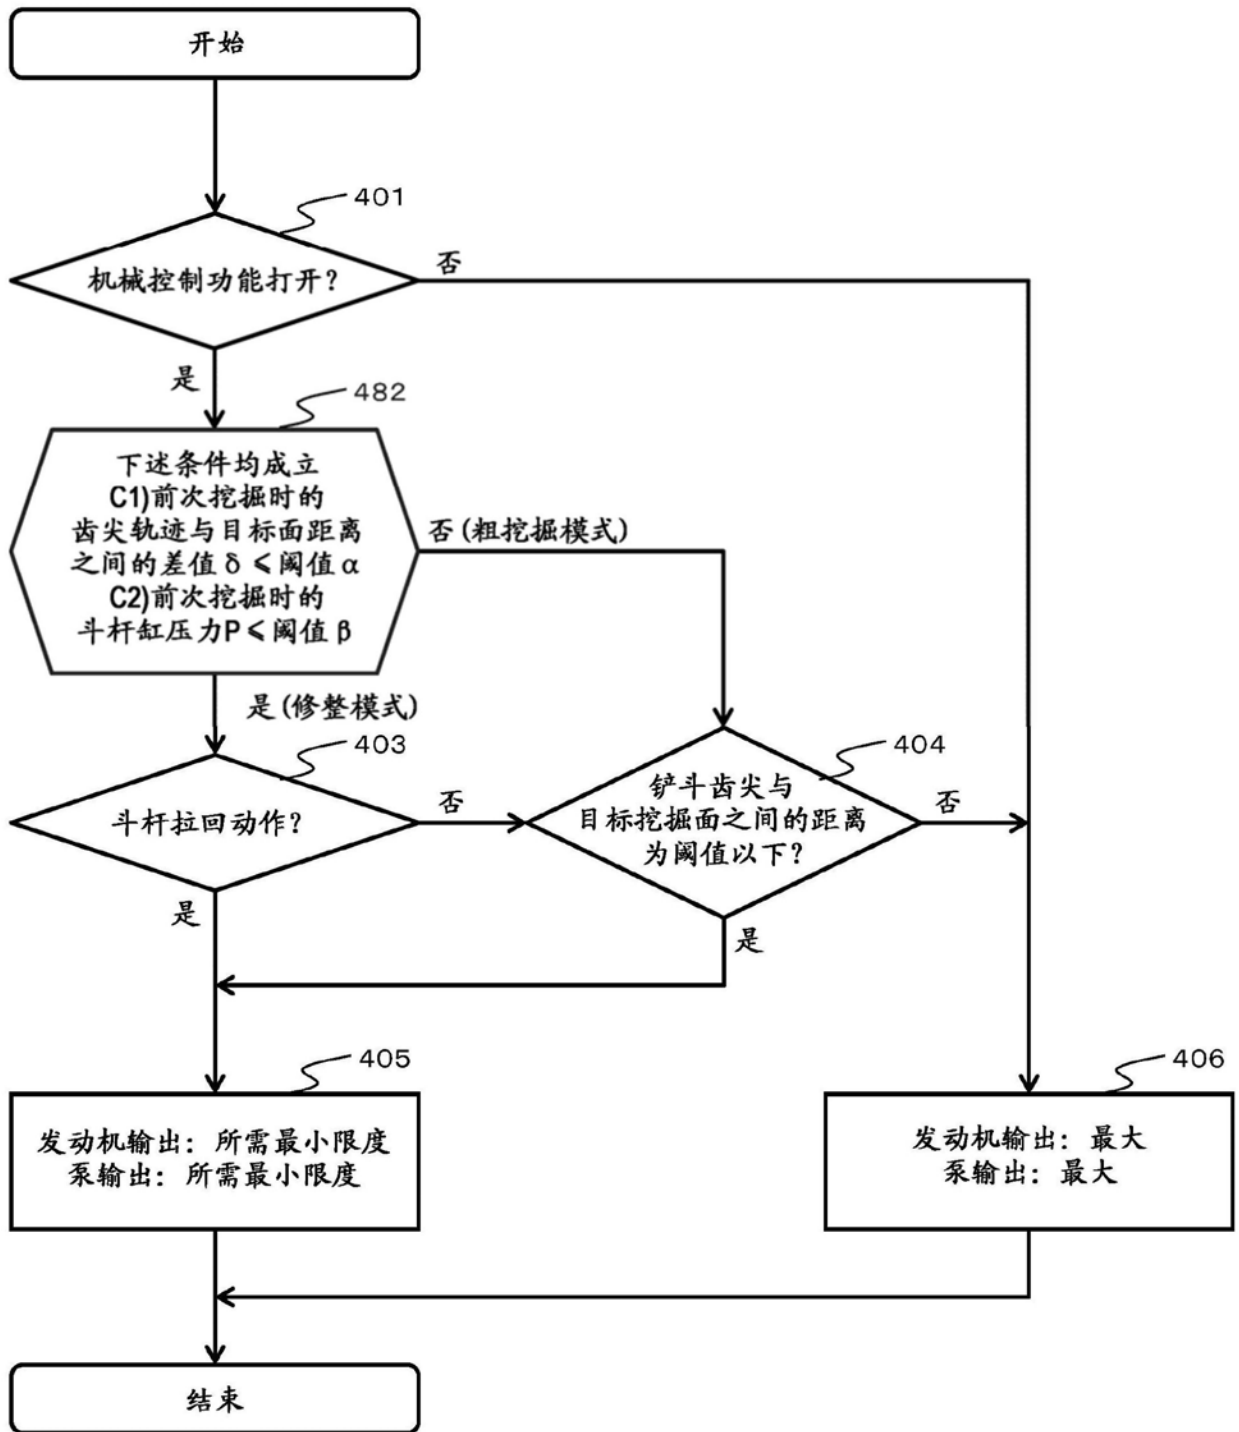 开始
401
机械控制功能打开?
否
是
482
下述条件均成立
C1)前次挖掘时的
齿尖轨迹与目标面距离
之间的差值δ≤阈值α
C2)前次挖掘时的
斗杆缸压力P≤阈值β
否(粗挖掘模式)
是(修整模式)
403
斗杆拉回动作?
否
是
404
铲斗齿尖与
目标挖掘面之间的距离
为阈值以下?
否
是
405
发动机输出: 所需最小限度
泵输出: 所需最小限度
406
发动机输出: 最大
泵输出: 最大
结束